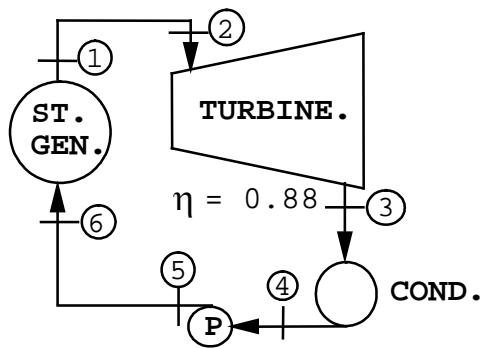 1
2
ST.
GEN.
TURBINE.
η = 0.88
3
6
5
4
COND.
P